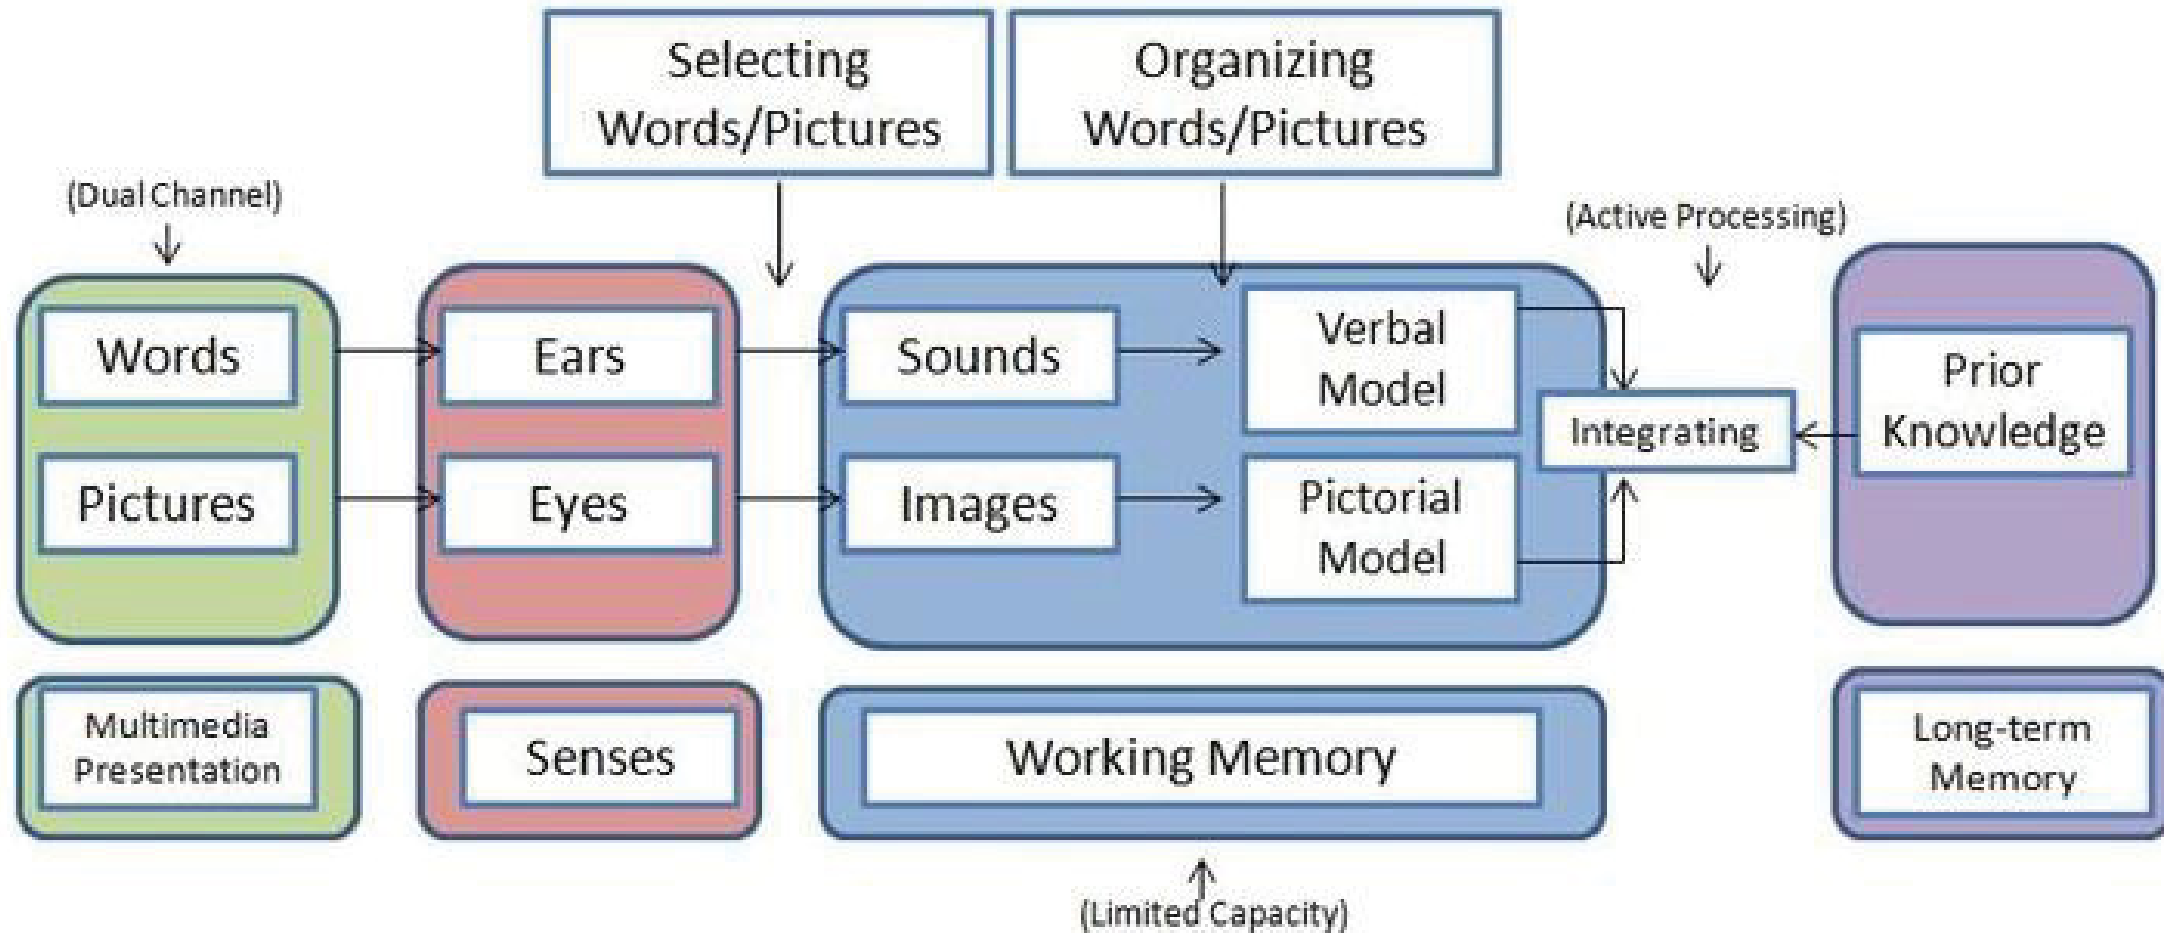 Selecting
Words/Pictures
Organizing
Words/Pictures
(Dual Channel)
(Active Processing)
Words
Ears
Sounds
Verbal
Model
Integrating
Prior
Knowledge
Pictures
Eyes
Images
Pictorial
Model
Multimedia
Presentation
Senses
Working Memory
Long-term
Memory
(Limited Capacity)